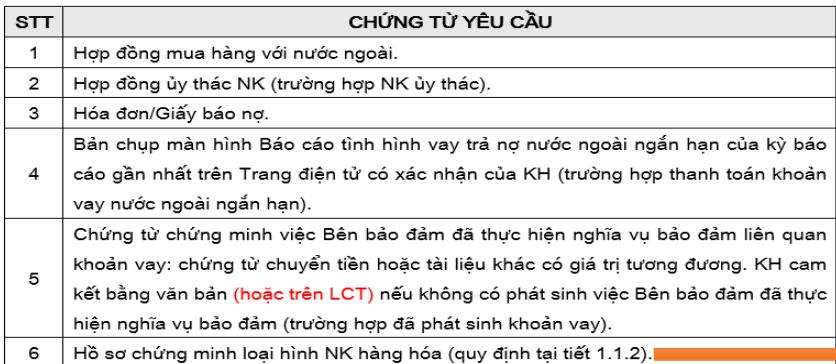 STT CHỨNG TỪ YÊU CẦU
1 Hợp đồng mua hàng với nước ngoài.
2 Hợp đồng ủy thác NK (trường hợp NK ủy thác).
3 Hóa đơn/Giấy báo nợ.
Bản chụp màn hình Báo cáo tình hình vay trả nợ nước ngoài ngắn hạn của kỳ báo
4 cáo gần nhất trên Trang điện tử có xác nhận của KH (trường hợp thanh toán khoản
vay nước ngoài ngắn hạn).
Chứng từ chứng minh việc Bên bảo đảm đã thực hiện nghĩa vụ bảo đảm liên quan
khoản vay: chứng từ chuyển tiền hoặc tài liệu khác có giá trị tương đương. KH cam
5 kết bằng văn bản (hoặc trên LCT) nếu không có phát sinh việc Bên bảo đảm đã thực
hiện nghĩa vụ bảo đảm (trường hợp đã phát sinh khoản vay).
6 Hồ sơ chứng minh loại hình NK hàng hóa (quy định tại tiết 1.1.2).